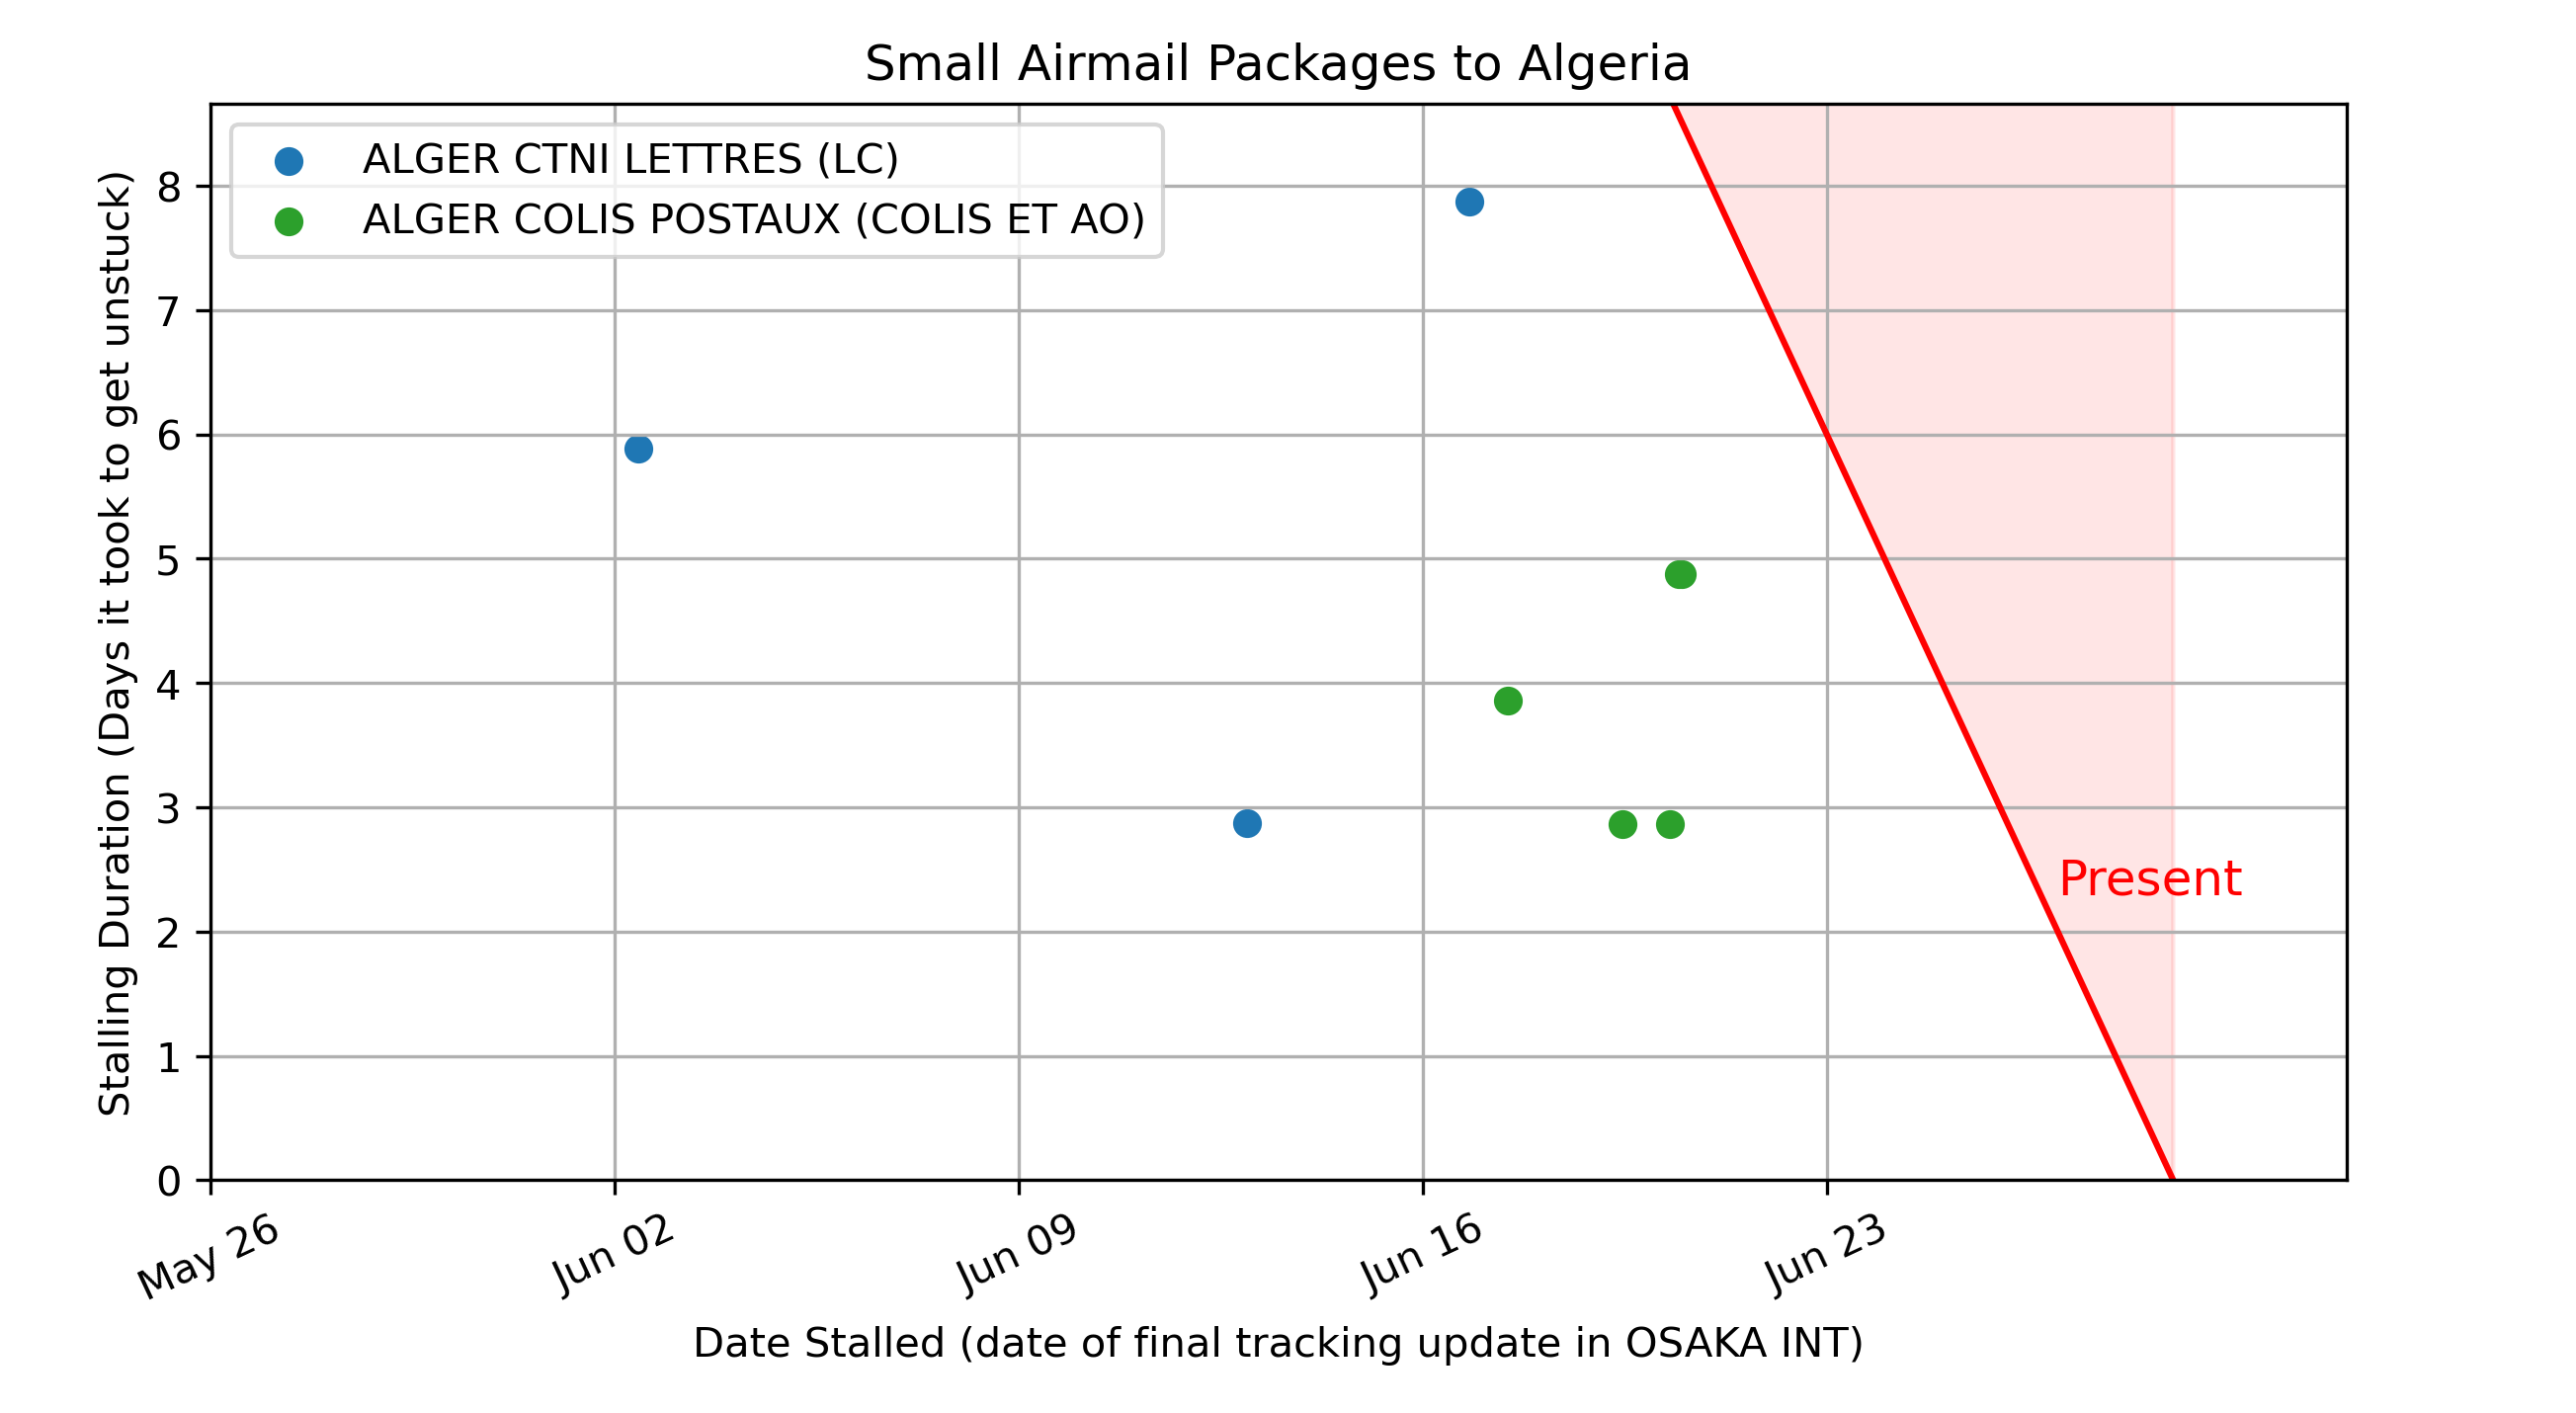 Small Airmail Packages to Algeria
ALGER CTNI LETTRES (LC)
ALGER COLIS POSTAUX (COLIS ET AO)
Stalling Duration (Days it took to get unstuck)
8
7
6
5
4
3
2
1
0
Present
May 26
Jun 02
Jun 09
Jun 16
Jun 23
Date Stalled (date of final tracking update in OSAKA INT)